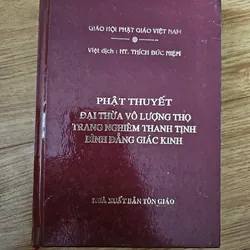 GIÁO HỘI PHẬT GIÁO VIỆT NAM
Việt dịch : HT. THÍCH ĐỨC NIỆM
PHẬT THUYẾT
ĐẠI THỪA VÔ LƯỢNG THỌ
TRANG NGHIÊM THANH TỊNH
BÌNH ĐẲNG GIÁC KINH
NHÀ XUẤT BẢN TÔN GIÁO